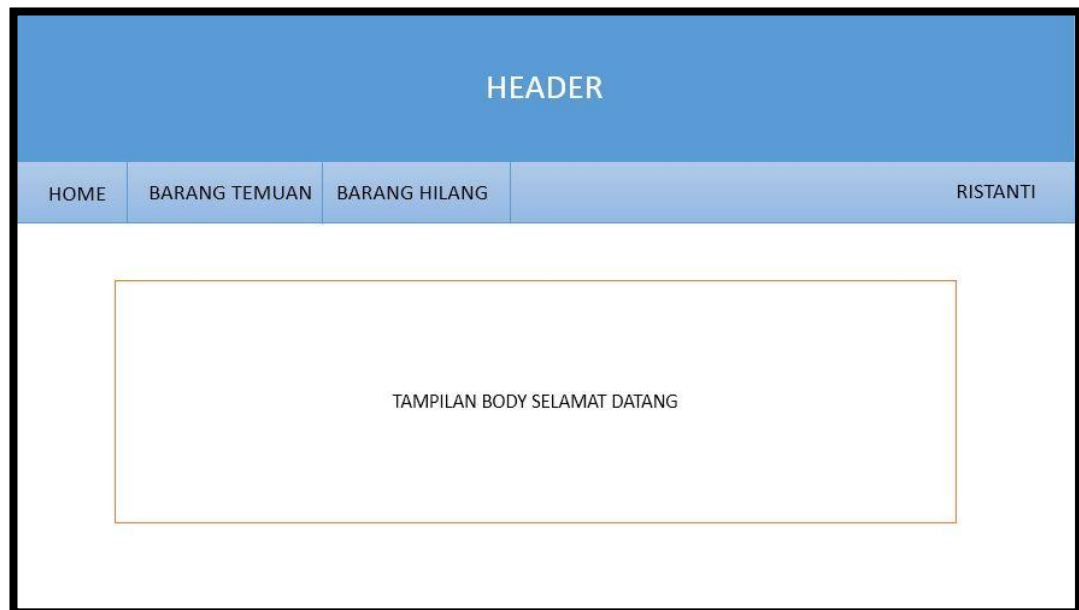 HEADER
HOME BARANG TEMUAN BARANG HILANG RISTANTI
TAMPILAN BODY SELAMAT DATANG